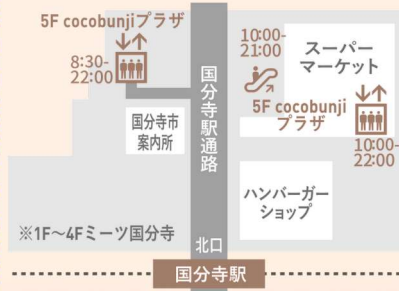 5F cocobunjiプラザ
8:30-
22:00
国分寺市
案内所
※1F〜4Fミーツ国分寺
国分寺駅通路
北口
10:00-
21:00
スーパー
マーケット
5F cocobunji
プラザ
10:00-
22:00
ハンバーガー
ショップ
国分寺駅